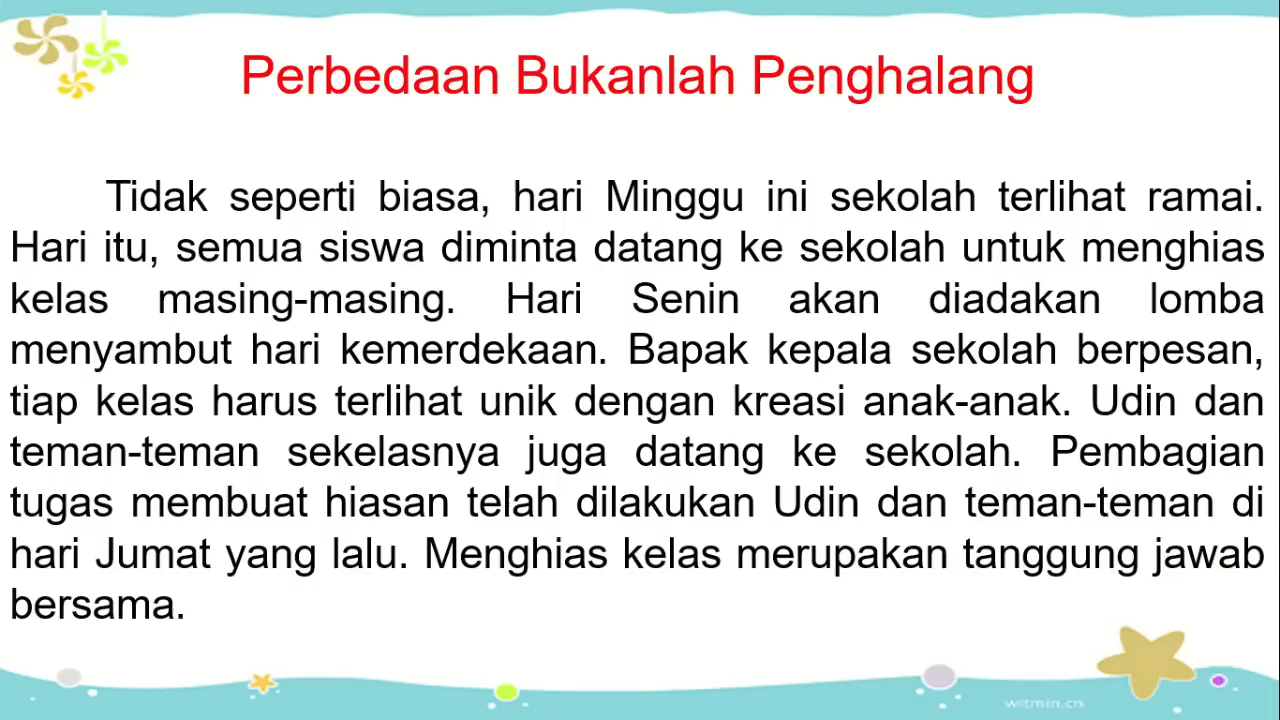 Perbedaan Bukanlah Penghalang
Tidak seperti biasa, hari Minggu ini sekolah terlihat ramai.
Hari itu, semua siswa diminta datang ke sekolah untuk menghias
kelas masing-masing. Hari Senin akan diadakan lomba
menyambut hari kemerdekaan. Bapak kepala sekolah berpesan,
tiap kelas harus terlihat unik dengan kreasi anak-anak. Udin dan
teman-teman sekelasnya juga datang ke sekolah. Pembagian
tugas membuat hiasan telah dilakukan Udin dan teman-teman di
hari Jumat yang lalu. Menghias kelas merupakan tanggung jawab
bersama.
witmin.cn